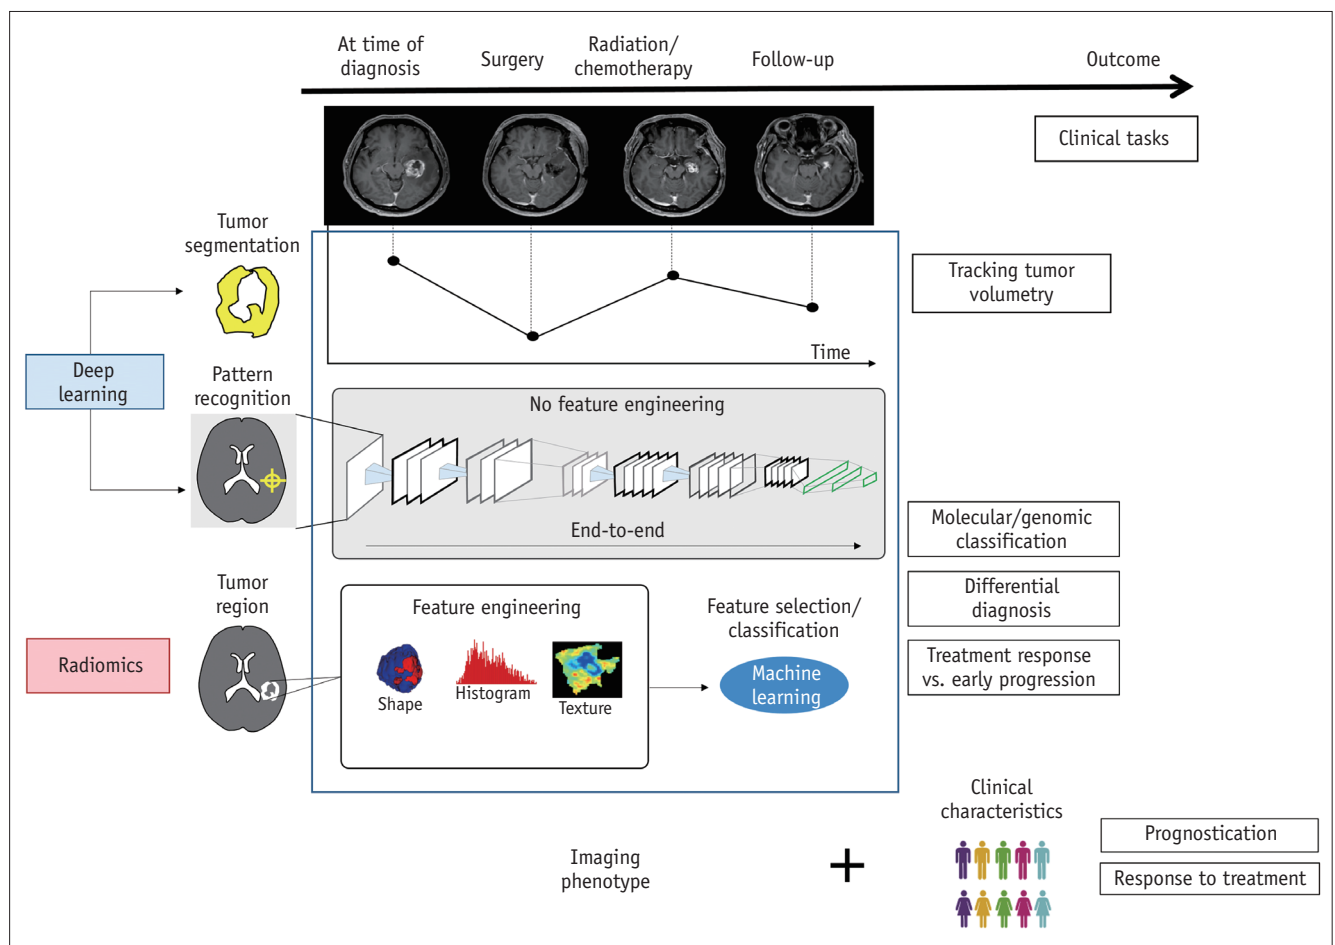 At time of
diagnosis
Surgery
Radiation/
chemotherapy
Follow-up
Outcome
Clinical tasks
Tumor
segmentation
Tracking tumor
volumetry
Time
Deep
learning
Pattern
recognition
No feature engineering
End-to-end
Molecular/genomic
classification
Differential
diagnosis
Treatment response
vs. early progression
Tumor
region
Radiomics
Feature engineering
Shape
Histogram
Texture
Feature selection/
classification
Machine
learning
Clinical
characteristics
Imaging
phenotype
+
Prognostication
Response to treatment